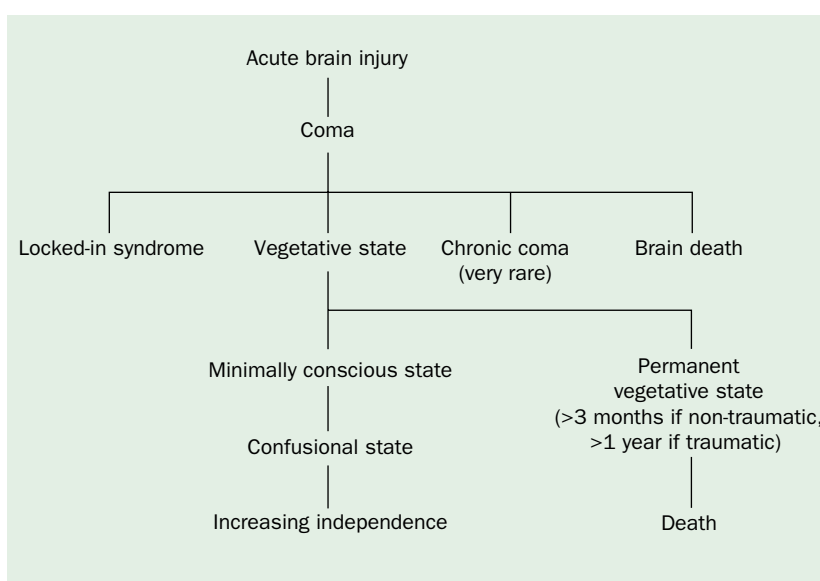 Acute brain injury
Coma
Locked-in syndrome
Vegetative state
Chronic coma
(very rare)
Brain death
Minimally conscious state
Permanent
vegetative state
(>3 months if non-traumatic,
>1 year if traumatic)
Confusional state
Increasing independence
Death